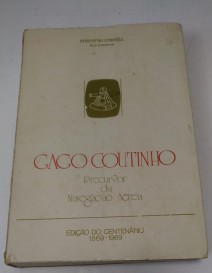 GAGO COUTINHO
Precursor
da
Navegação Aérea
EDIÇÃO DO CENTENÁRIO
1869-1969